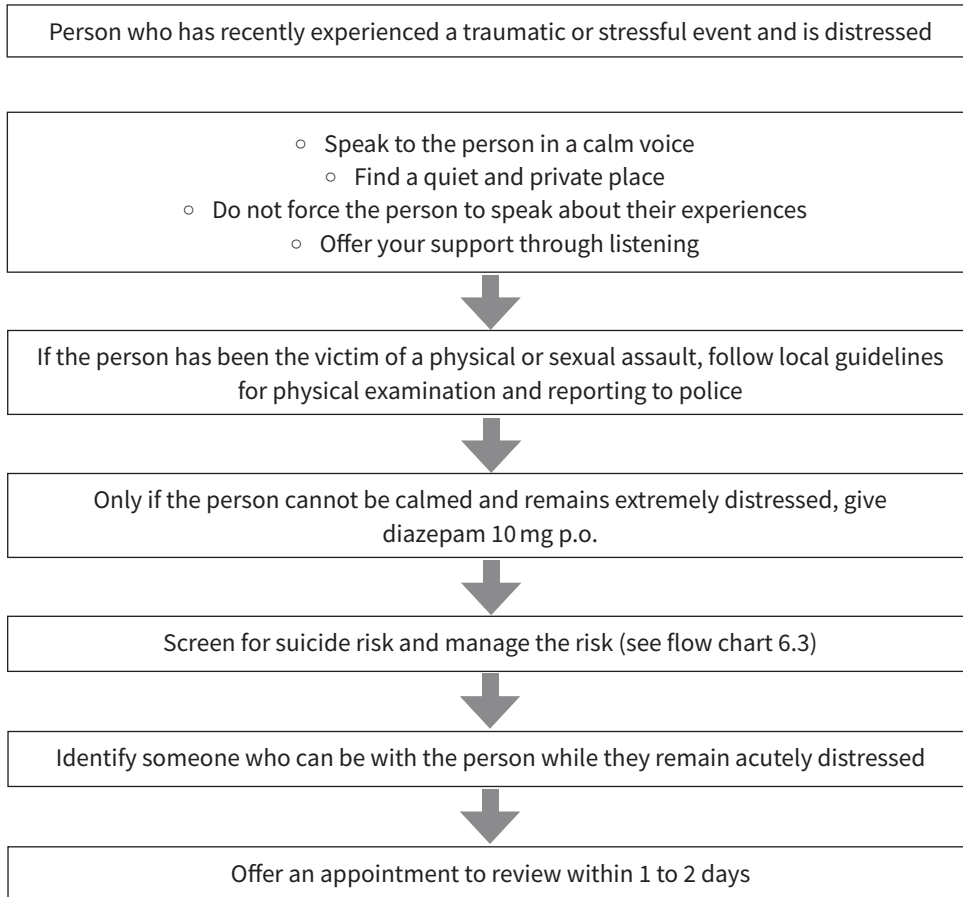 Person who has recently experienced a traumatic or stressful event and is distressed
○ Speak to the person in a calm voice
○ Find a quiet and private place
○ Do not force the person to speak about their experiences
○ Offer your support through listening
If the person has been the victim of a physical or sexual assault, follow local guidelines
for physical examination and reporting to police
Only if the person cannot be calmed and remains extremely distressed, give
diazepam 10 mg p.o.
Screen for suicide risk and manage the risk (see flow chart 6.3)
Identify someone who can be with the person while they remain acutely distressed
Offer an appointment to review within 1 to 2 days